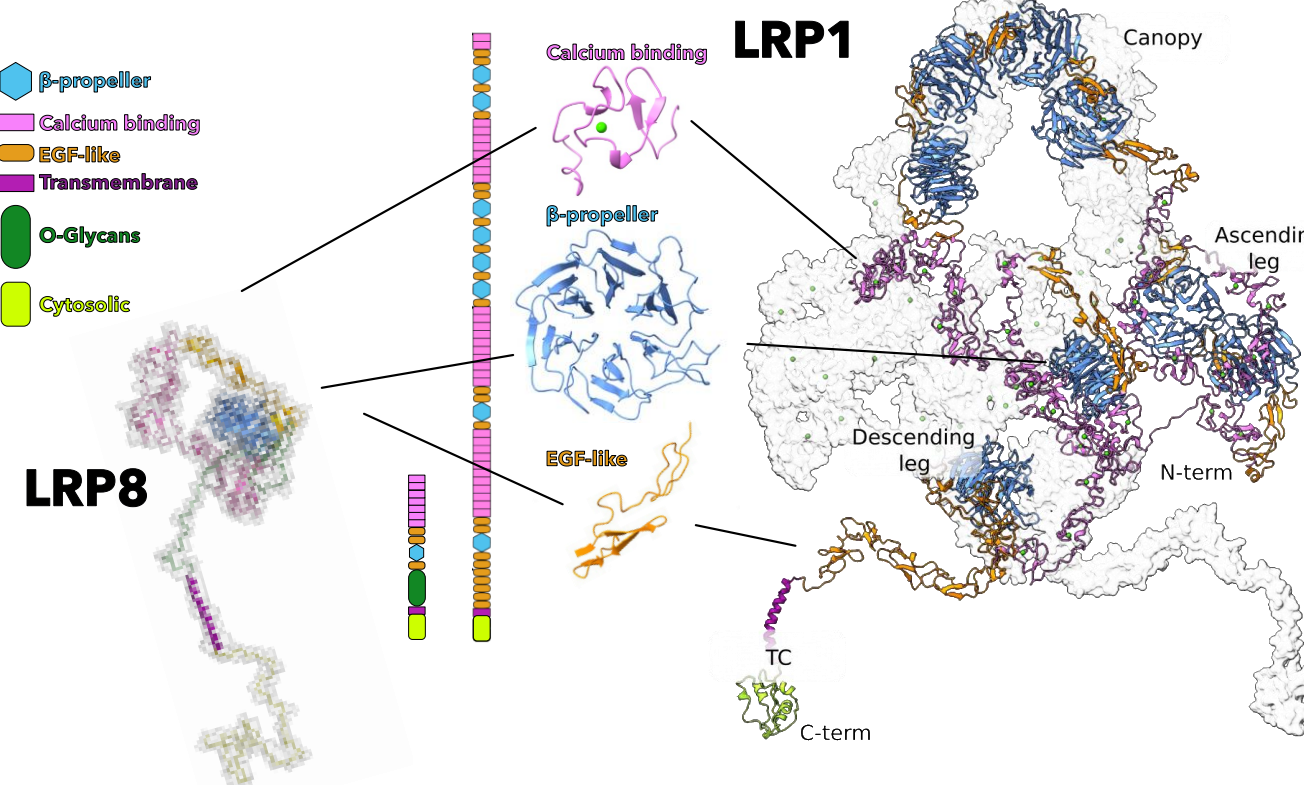 LRP1
Canopy
Calcium binding
β-propeller
Calcium binding
EGF-like
Transmembrane
O-Glycans
Cytosolic
β-propeller
Ascendin
leg
EGF-like
Descending
leg
N-term
LRP8
TC
C-term